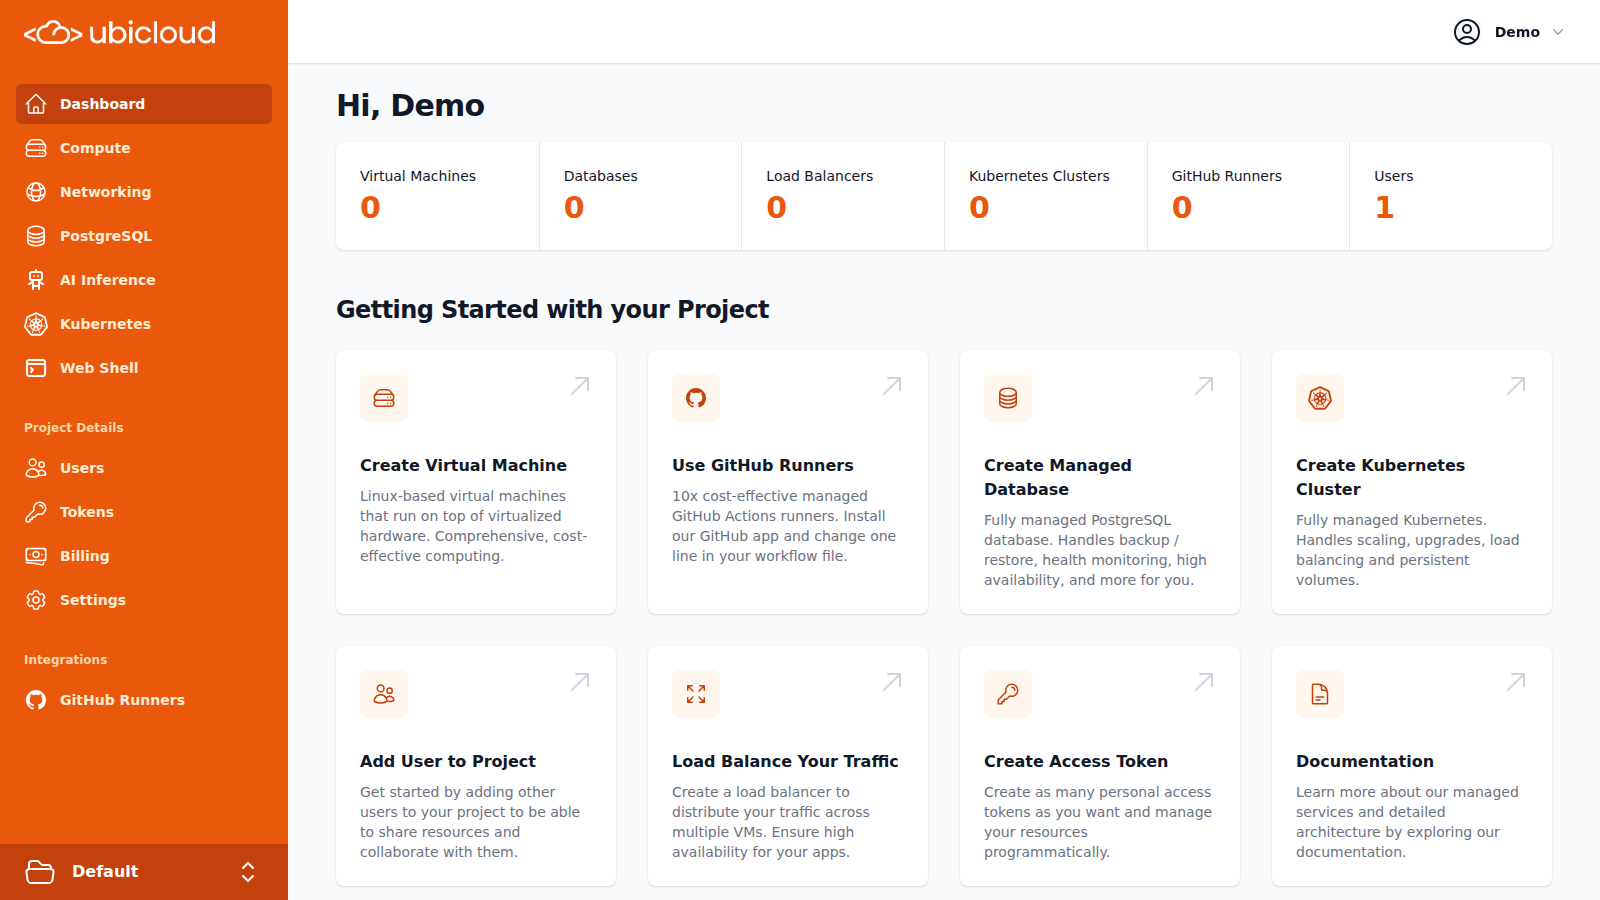 ubicloud
Demo
Dashboard
Compute
Networking
PostgreSQL
AI Inference
Kubernetes
Web Shell
Project Details
Users
Tokens
Billing
Settings
Integrations
GitHub Runners
Default
Hi, Demo
Virtual Machines
0
Databases
0
Load Balancers
0
Kubernetes Clusters
0
GitHub Runners
0
Users
1
Getting Started with your Project
Create Virtual Machine
Linux-based virtual machines
that run on top of virtualized
hardware. Comprehensive, cost-
effective computing.
Use GitHub Runners
10x cost-effective managed
GitHub Actions runners. Install
our GitHub app and change one
line in your workflow file.
Create Managed
Database
Fully managed PostgreSQL
database. Handles backup /
restore, health monitoring, high
availability, and more for you.
Create Kubernetes
Cluster
Fully managed Kubernetes.
Handles scaling, upgrades, load
balancing and persistent
volumes.
Add User to Project
Get started by adding other
users to your project to be able
to share resources and
collaborate with them.
Load Balance Your Traffic
Create a load balancer to
distribute your traffic across
multiple VMs. Ensure high
availability for your apps.
Create Access Token
Create as many personal access
tokens as you want and manage
your resources
programmatically.
Documentation
Learn more about our managed
services and detailed
architecture by exploring our
documentation.